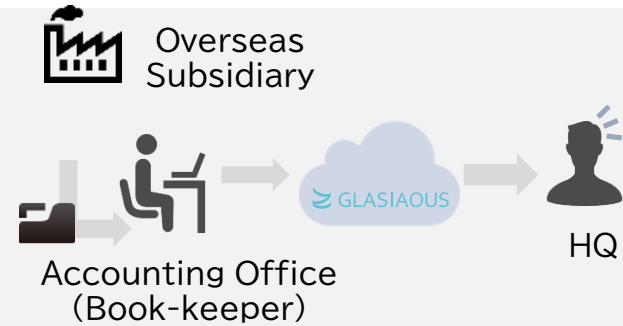 Overseas
Subsidiary
GLASIAOUS
HQ
Accounting Office
(Book-keeper)